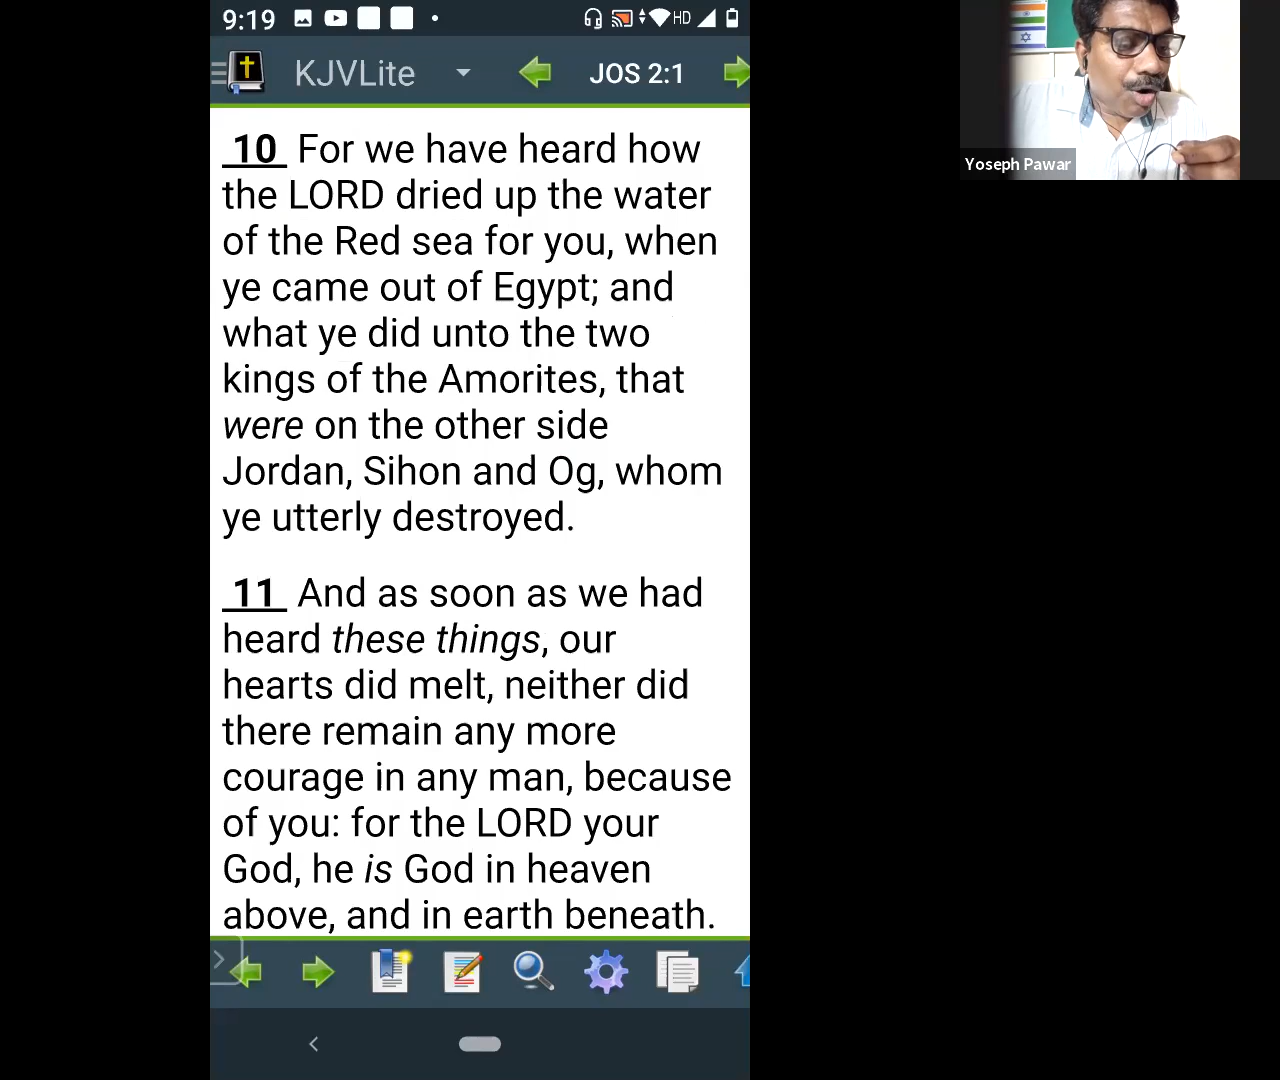 9:19
HD
KJVLite
JOS 2:1
10 For we have heard how
the LORD dried up the water
of the Red sea for you, when
ye came out of Egypt; and
what ye did unto the two
kings of the Amorites, that
were on the other side
Jordan, Sihon and Og, whom
ye utterly destroyed.
11 And as soon as we had
heard these things, our
hearts did melt, neither did
there remain any more
courage in any man, because
of you: for the LORD your
God, he is God in heaven
above, and in earth beneath.
Yoseph Pawar